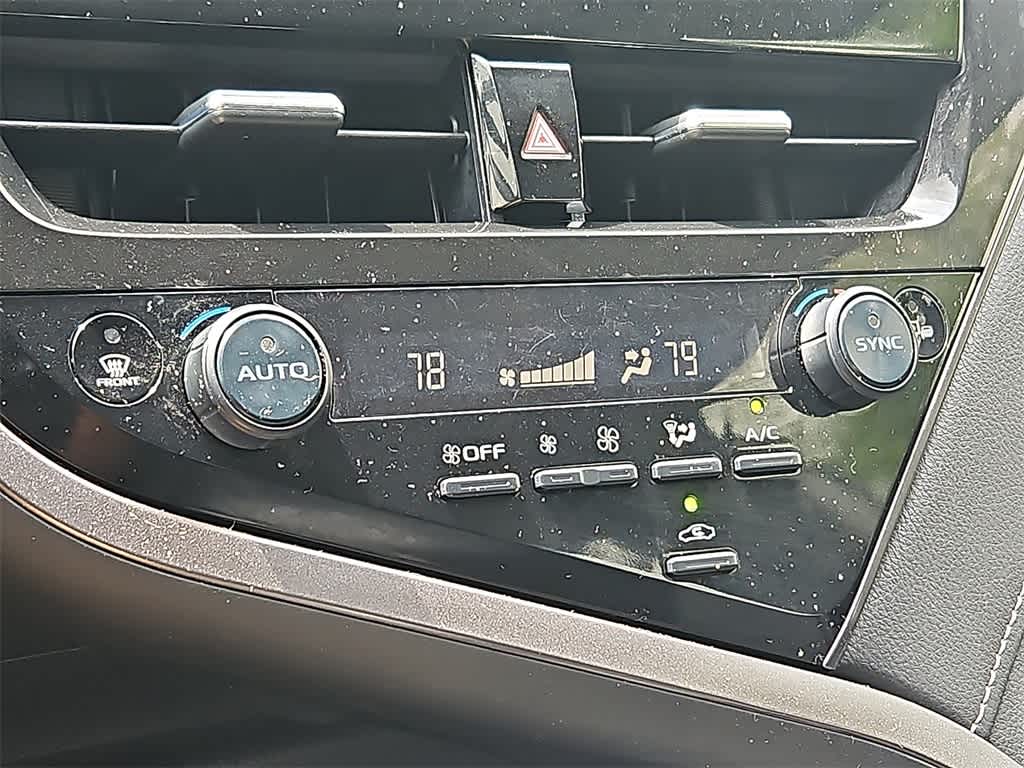 FRONT
AUTO
78
79
SYNC
OFF
A/C